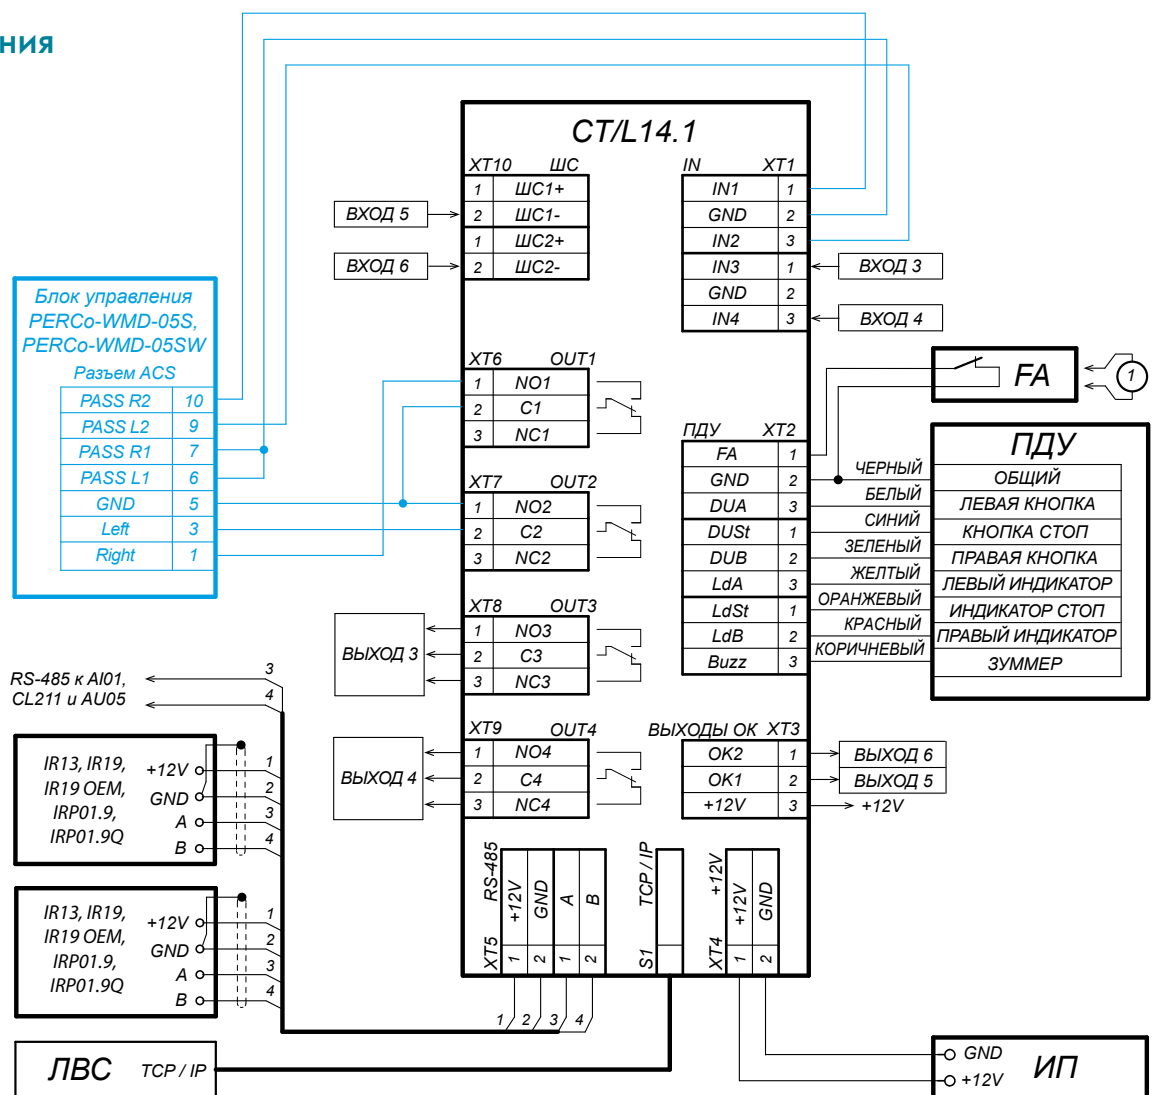 ния
CT/L14.1
XT10 ШС
1 ШС1+
2 ШС1-
1 ШС2+
2 ШС2-
ВХОД 5
ВХОД 6
IN XT1
IN1 1
GND 2
IN2 3
IN3 1
GND 2
IN4 3
ВХОД 3
ВХОД 4
Блок управления
PERCo-WMD-05S,
PERCo-WMD-05SW
Разъем ACS
PASS R2 10
PASS L2 9
PASS R1 7
PASS L1 6
GND 5
Left 3
Right 1
XT6 OUT1
1 NO1
2 C1
3 NC1
XT7 OUT2
1 NO2
2 C2
3 NC2
XT8 OUT3
1 NO3
2 C3
3 NC3
ВЫХОД 3
XT9 OUT4
1 NO4
2 C4
3 NC4
ВЫХОД 4
FA
1
ПДУ XT2
FA 1
GND 2
DUA 3
DUSt 1
DUB 2
LdA 3
LdSt 1
LdB 2
Buzz 3
ЧЕРНЫЙ
БЕЛЫЙ
СИНИЙ
ЗЕЛЕНЫЙ
ЖЕЛТЫЙ
ОРАНЖЕВЫЙ
КРАСНЫЙ
КОРИЧНЕВЫЙ
ПДУ
ОБЩИЙ
ЛЕВАЯ КНОПКА
КНОПКА СТОП
ПРАВАЯ КНОПКА
ЛЕВЫЙ ИНДИКАТОР
ИНДИКАТОР СТОП
ПРАВЫЙ ИНДИКАТОР
ЗУММЕР
ВЫХОДЫ ОК XT3
OK2 1
OK1 2
+12V 3
ВЫХОД 6
ВЫХОД 5
+12V
RS-485 к AI01,
CL211 и AU05
3
4
IR13, IR19,
IR19 OEM,
IRP01.9,
IRP01.9Q
+12V 1
GND 2
A 3
B 4
IR13, IR19,
IR19 OEM,
IRP01.9,
IRP01.9Q
+12V 1
GND 2
A 3
B 4
XT5 RS-485
1 +12V
2 GND
1 A
2 B
1 2 3 4
S1 TCP / IP
XT4 +12V
1 +12V
2 GND
ЛВС TCP / IP
GND
+12V
ИП